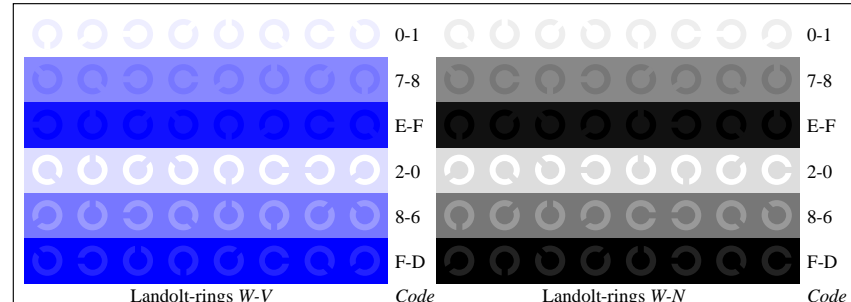 0-1 0-1
7-8 7-8
E-F E-F
2-0 2-0
8-6 8-6
F-D F-D
Landolt-rings W-V Code Landolt-rings W-N Code